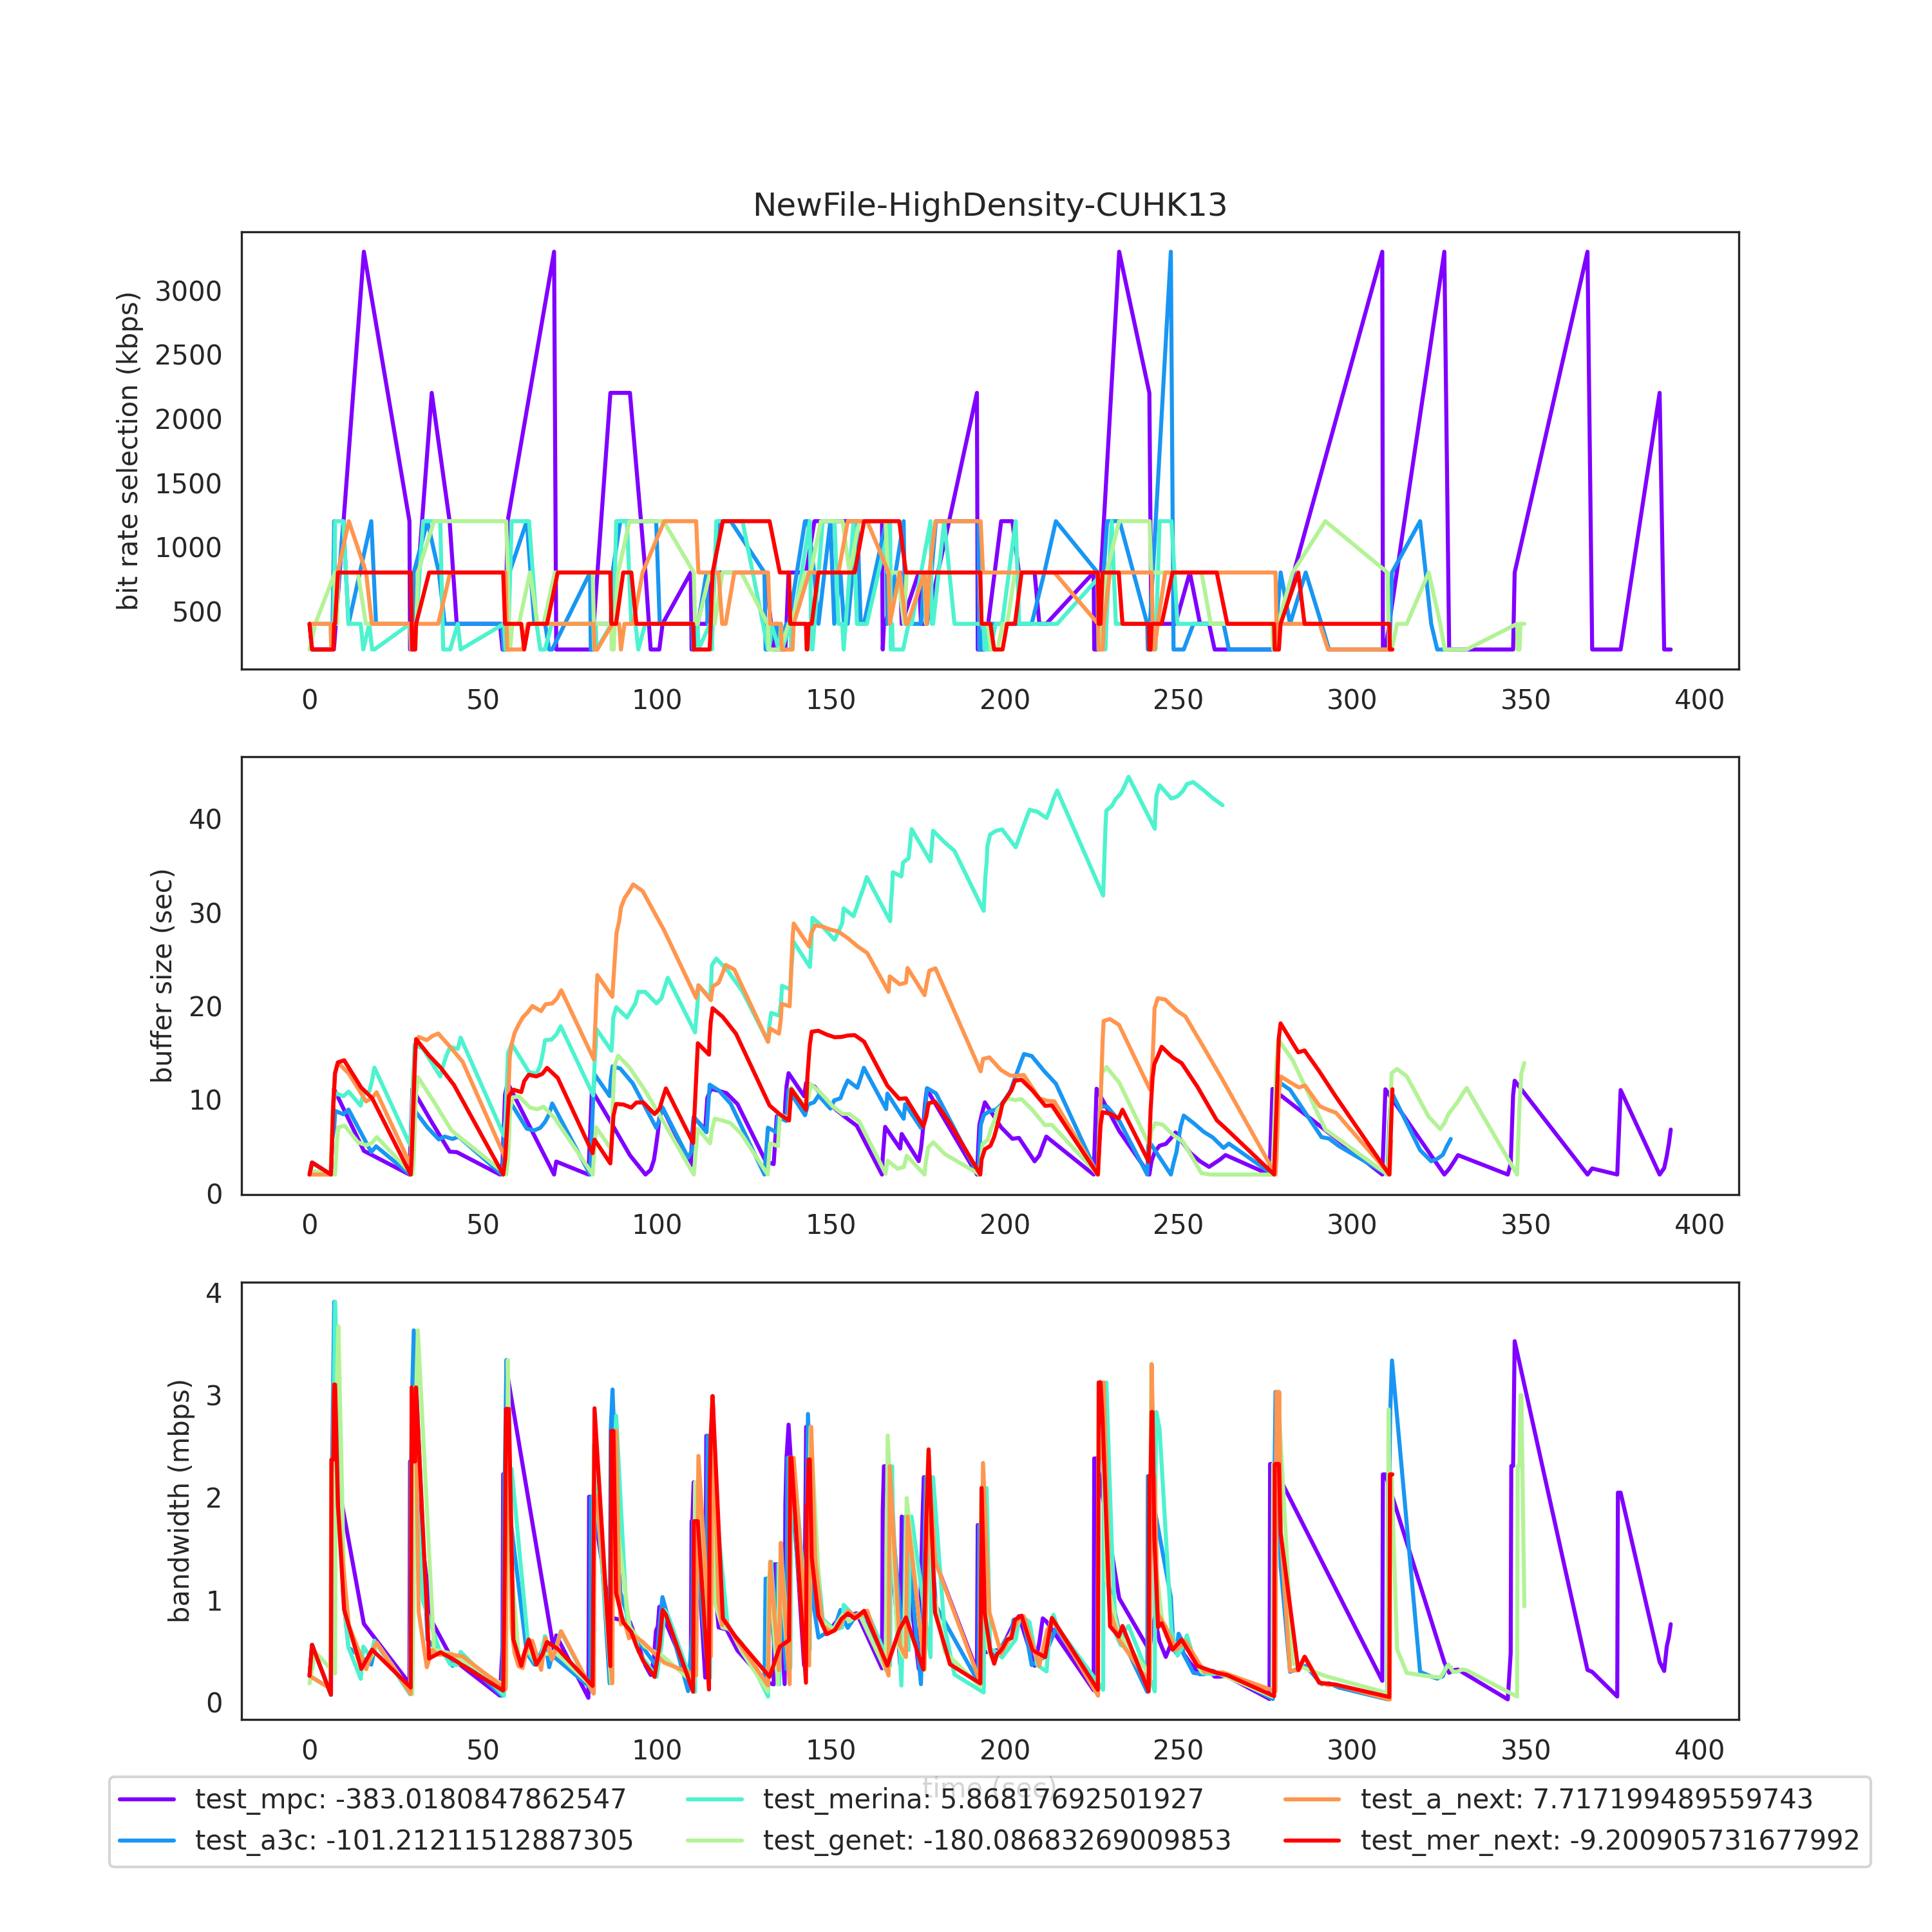 NewFile-HighDensity-CUHK13
bit rate selection (kbps)
3000
2500
2000
1500
1000
500
0 50 100 150 200 250 300 350 400
buffer size (sec)
40
30
20
10
0
0 50 100 150 200 250 300 350 400
bandwidth (mbps)
4
3
2
1
0
0 50 100 150 200 250 300 350 400
time (sec)
test_mpc: -383.0180847862547
test_a3c: -101.21211512887305
test_merina: 5.86817692501927
test_genet: -180.08683269009853
test_a_next: 7.717199489559743
test_mer_next: -9.200905731677992